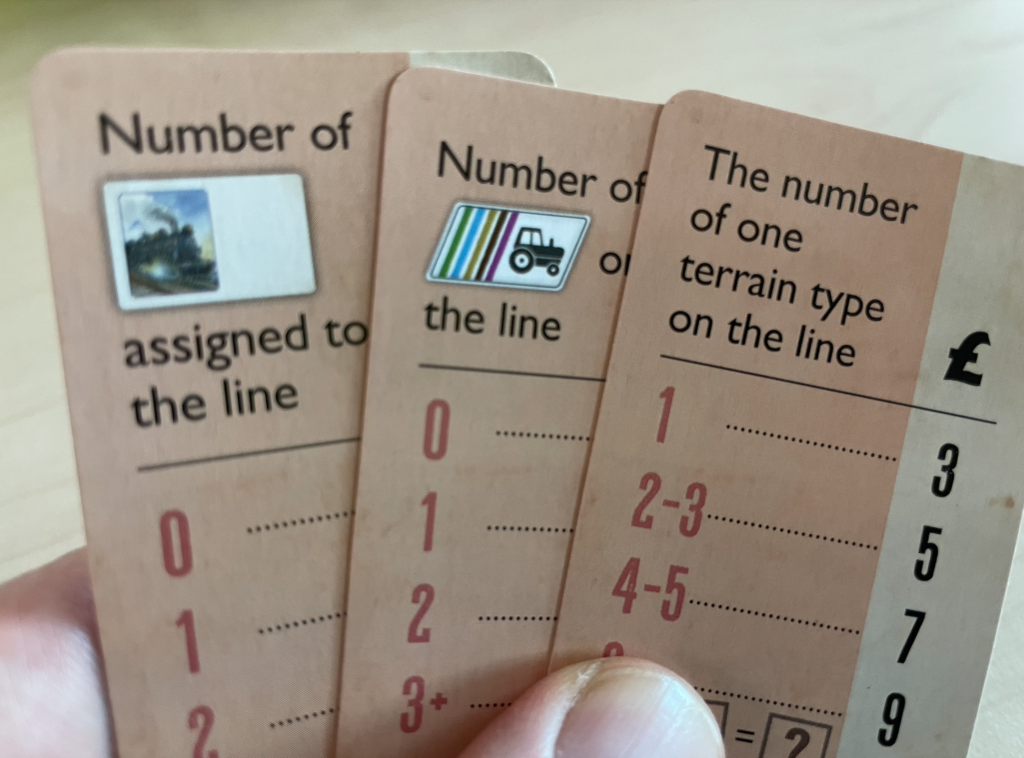 Number of
assigned to
the line
0
1
2
Number of
the line
0
1
2
3+
The number
of one
terrain type
on the line
£
1 3
2-3 5
4-5 7
9
= ?